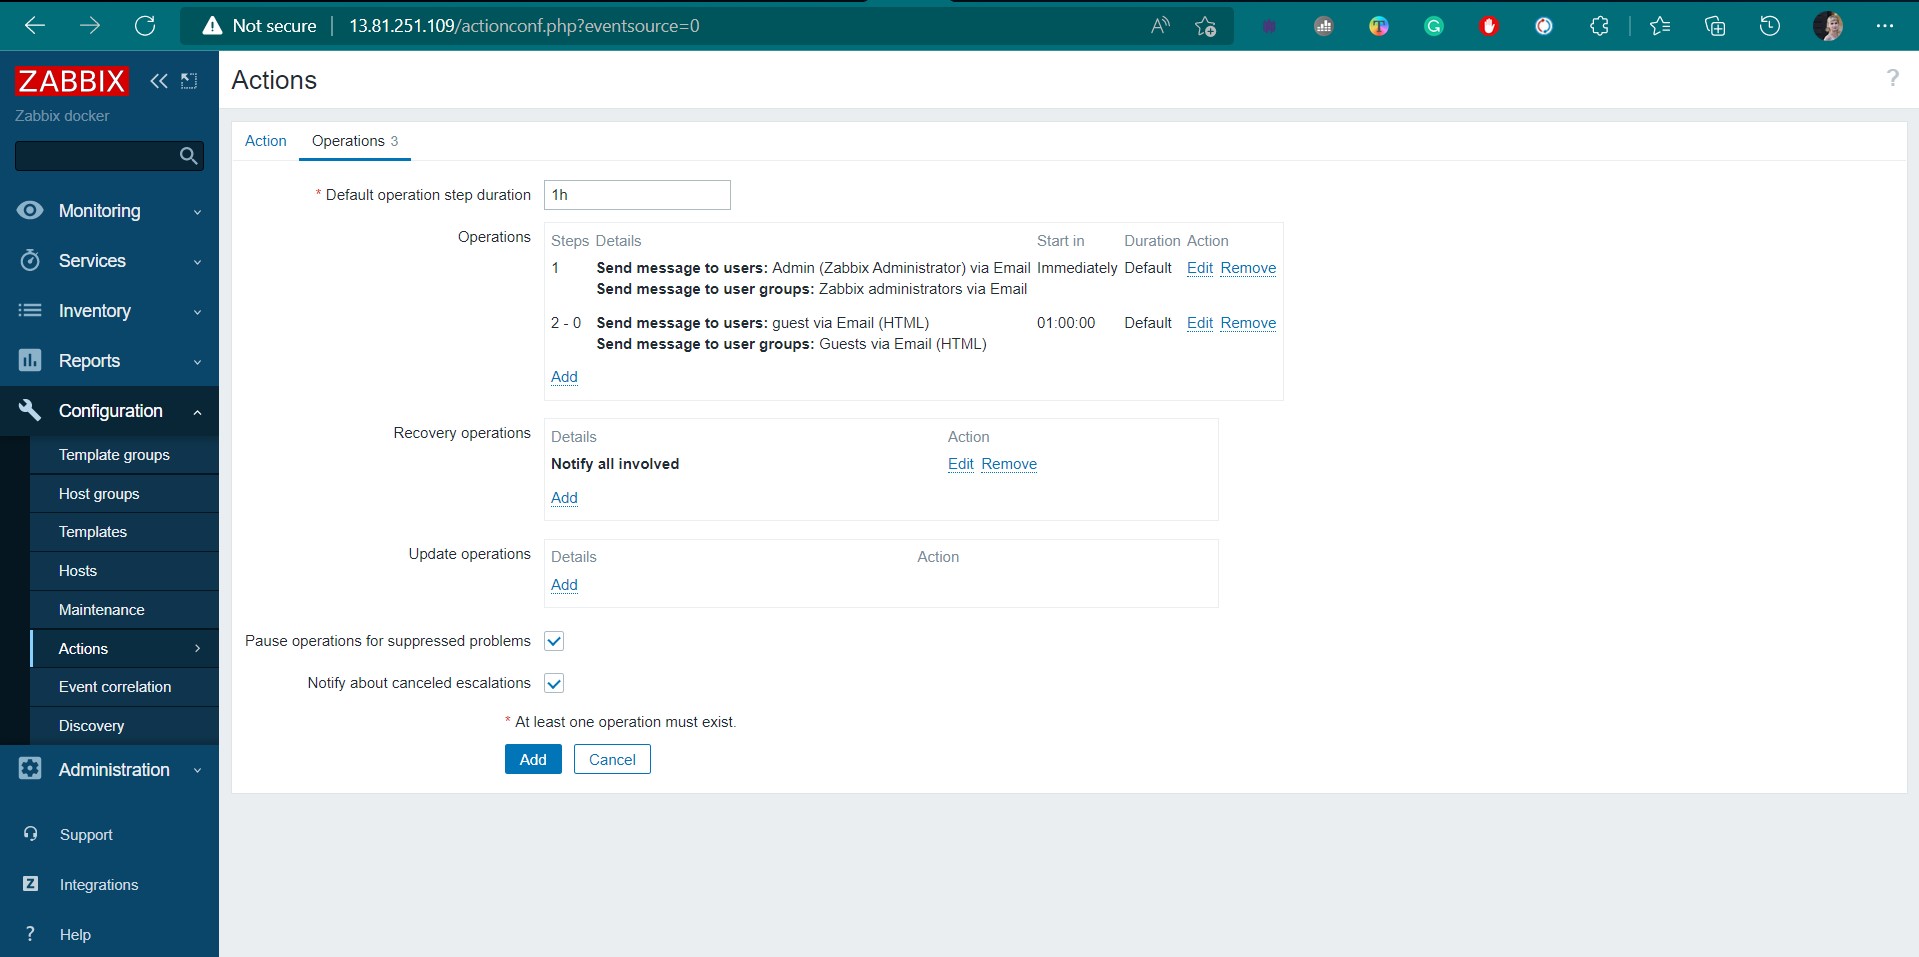 Not secure 13.81.251.109/actionconf.php?eventsource=0
ZABBIX
Zabbix docker
Monitoring
Services
Inventory
Reports
Configuration
Template groups
Host groups
Templates
Hosts
Maintenance
Actions
Event correlation
Discovery
Administration
Support
Z Integrations
? Help
Actions ?
Action Operations 3
* Default operation step duration 1h
Operations
Steps Details Start in Duration Action
1 Send message to users: Admin (Zabbix Administrator) via Email Immediately Default Edit Remove
Send message to user groups: Zabbix administrators via Email
2 - 0 Send message to users: guest via Email (HTML) 01:00:00 Default Edit Remove
Send message to user groups: Guests via Email (HTML)
Add
Recovery operations
Details Action
Notify all involved Edit Remove
Add
Update operations
Details Action
Add
Pause operations for suppressed problems
Notify about canceled escalations
* At least one operation must exist.
Add Cancel